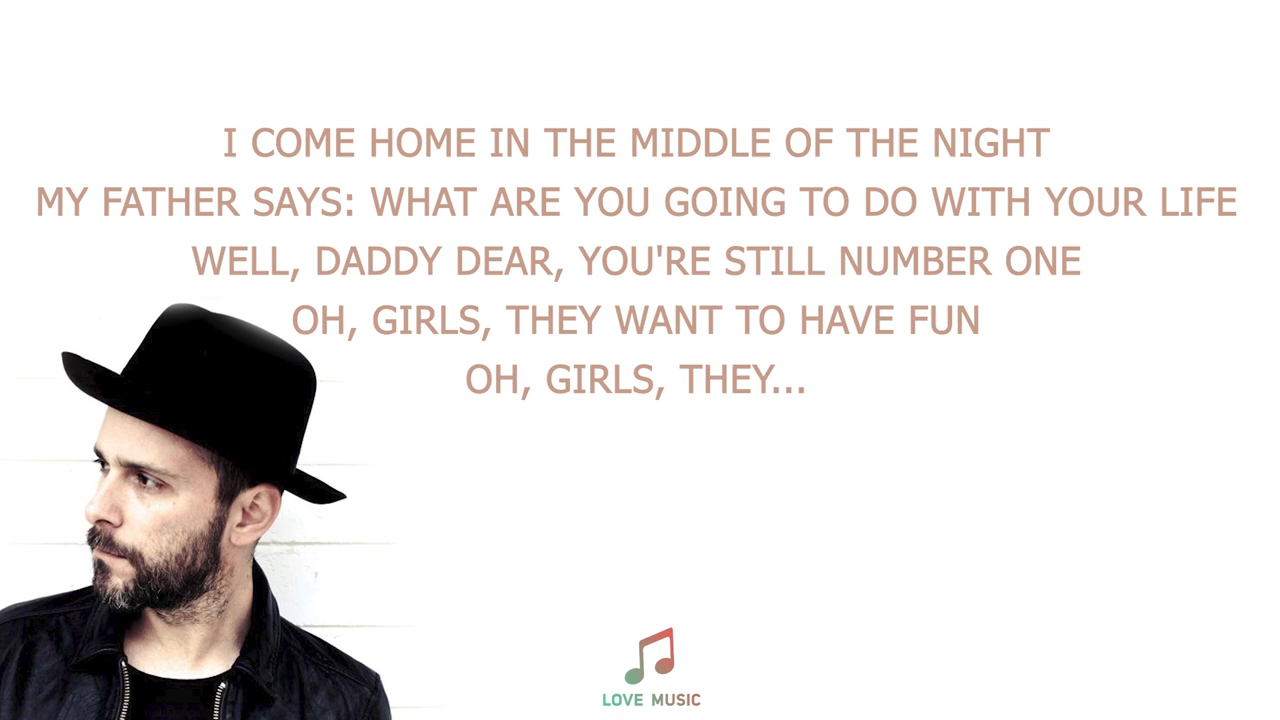 I COME HOME IN THE MIDDLE OF THE NIGHT
MY FATHER SAYS: WHAT ARE YOU GOING TO DO WITH YOUR LIFE
WELL, DADDY DEAR, YOU'RE STILL NUMBER ONE
OH, GIRLS, THEY WANT TO HAVE FUN
OH, GIRLS, THEY...
LOVE MUSIC